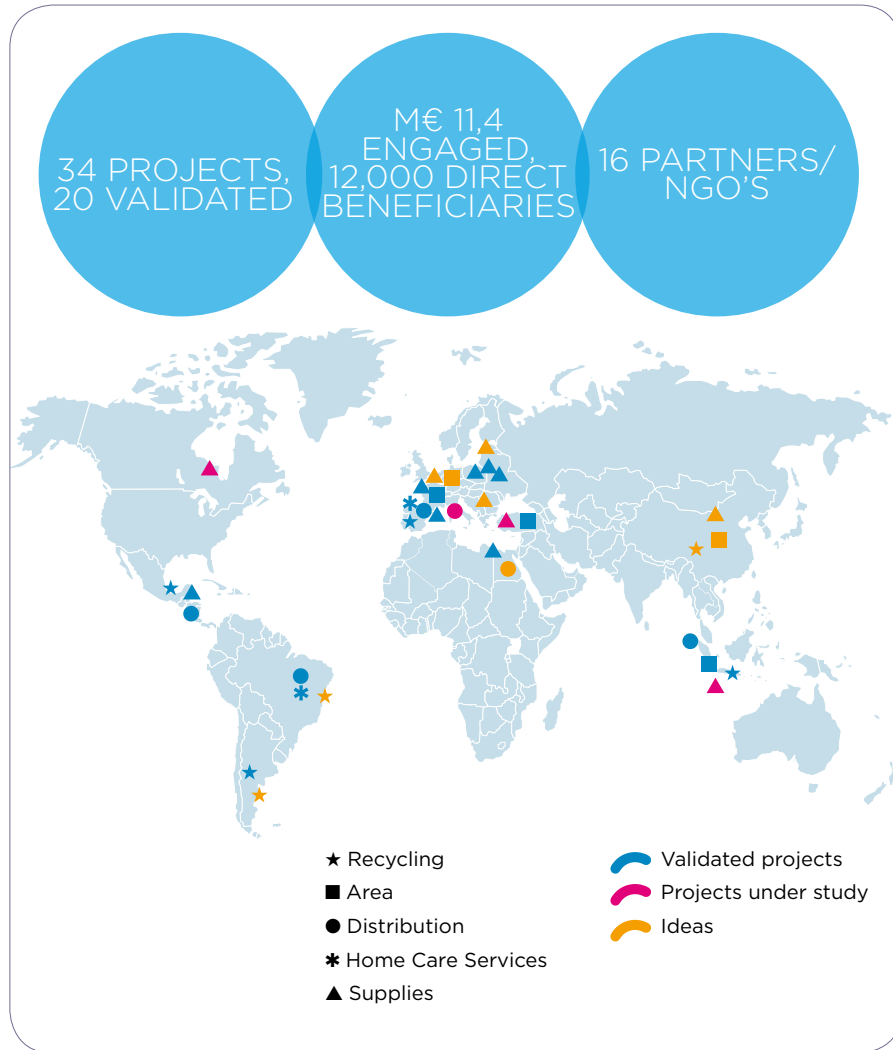 34 PROJECTS,
20 VALIDATED
M€ 11,4
ENGAGED,
12,000 DIRECT
BENEFICIARIES
16 PARTNERS/
NGO'S
Recycling
Area
Distribution
Home Care Services
Supplies
Validated projects
Projects under study
Ideas